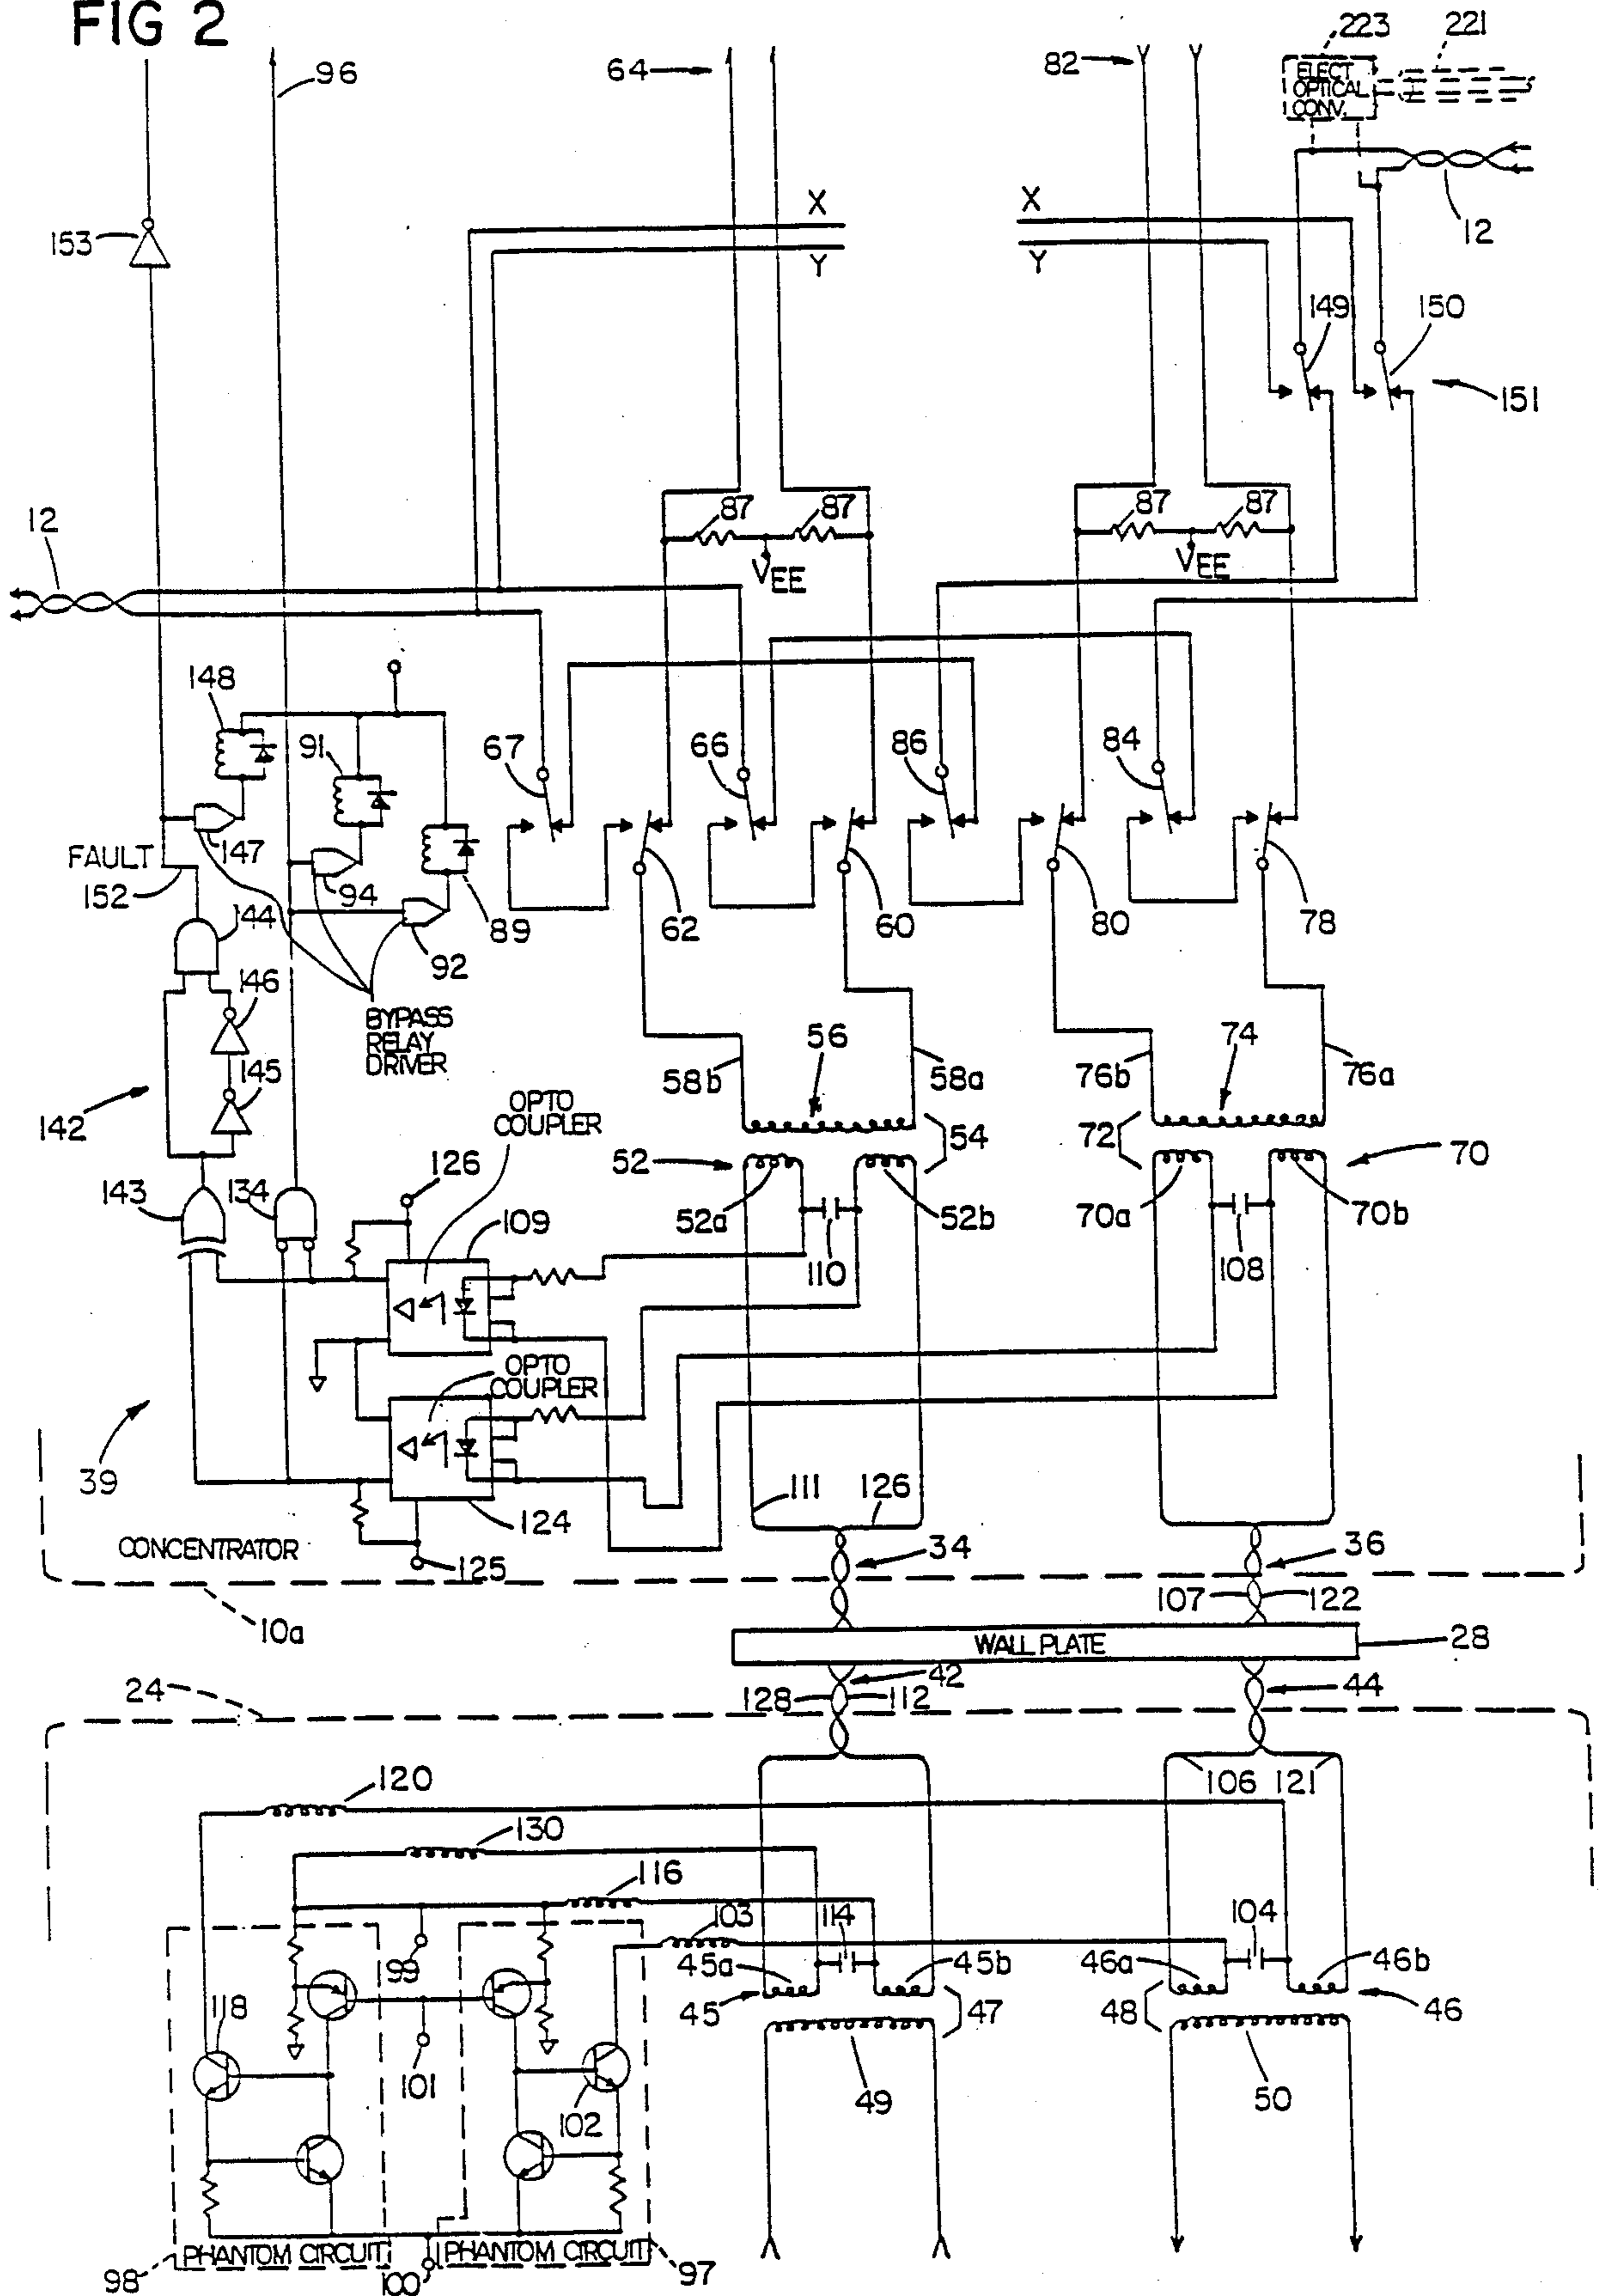 FIG 2
223
221
96
64
82
ELECT
OPTICAL
CONV.
12
X
X
Y
Y
153
149
150
151
12
87
87
87
87
VEE
VEE
148
91
67
66
86
84
FAULT
152
147
94
89
62
60
80
78
144
92
146
BYPASS
RELAY
DRIVER
145
142
56
74
58b
58a
76b
76a
OPTO
COUPLER
54
72
52
70
126
143
134
109
52a
52b
70a
70b
110
108
OPTO
COUPLER
39
111
126
124
CONCENTRATOR
125
34
36
107
122
10a
WALL PLATE
28
24
42
44
128
112
120
106
121
130
116
103
114
104
99
45a
45b
46a
46b
118
45
47
48
46
101
102
49
50
PHANTOM CIRCUIT
PHANTOM CIRCUIT
98
100
97